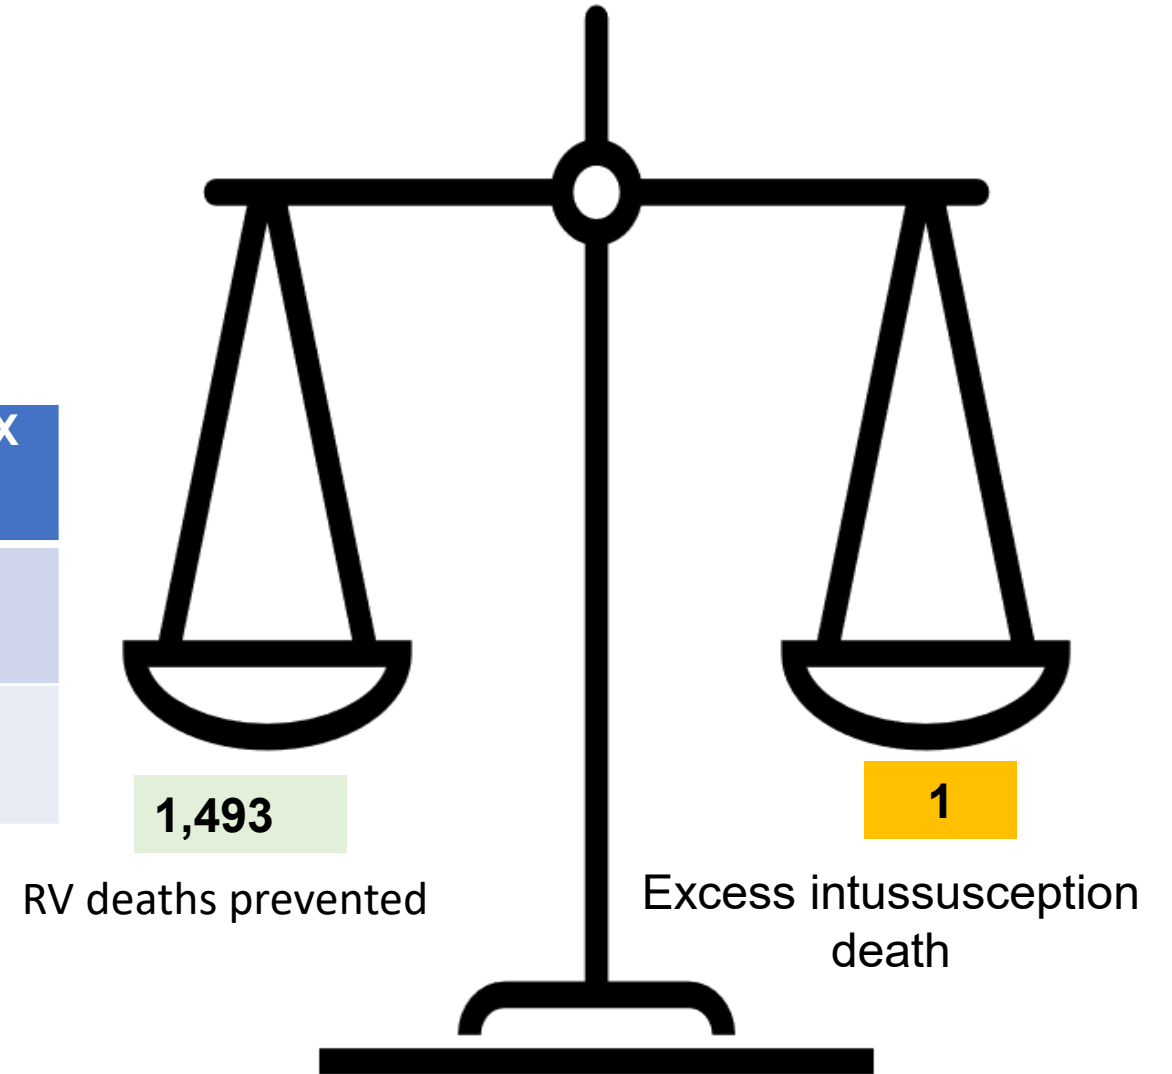 X
1,493
1
RV deaths prevented
Excess intussusception
death